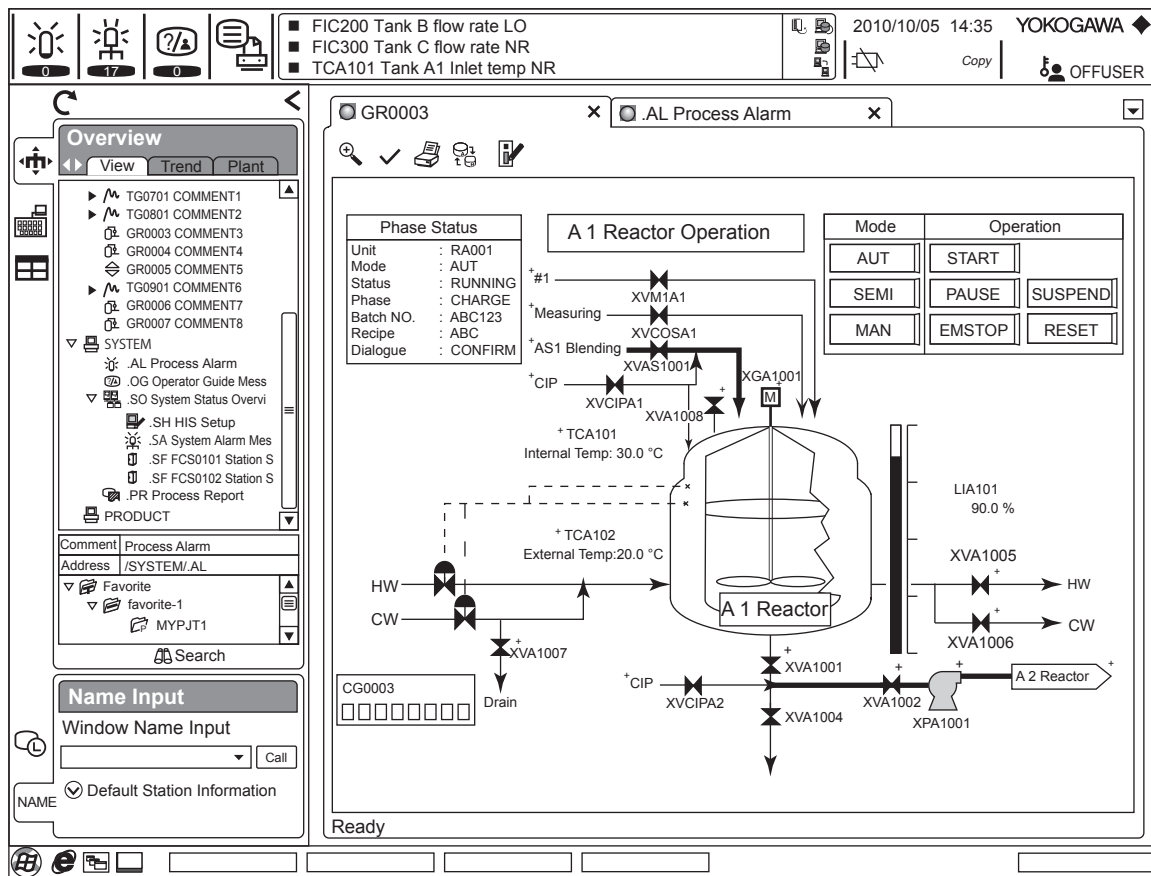 FIC200 Tank B flow rate LO
FIC300 Tank C flow rate NR
TCA101 Tank A1 Inlet temp NR
0
17
0
2010/10/05 14:35
YOKOGAWA
Copy
OFFUSER
Overview
View Trend Plant
TG0701 COMMENT1
TG0801 COMMENT2
GR0003 COMMENT3
GR0004 COMMENT4
GR0005 COMMENT5
TG0901 COMMENT6
GR0006 COMMENT7
GR0007 COMMENT8
SYSTEM
.AL Process Alarm
.OG Operator Guide Mess
.SO System Status Overvi
.SH HIS Setup
.SA System Alarm Mes
.SF FCS0101 Station S
.SF FCS0102 Station S
.PR Process Report
PRODUCT
Comment Process Alarm
Address /SYSTEM/.AL
Favorite
favorite-1
MYPJT1
Search
Name Input
Window Name Input
Call
Default Station Information
NAME
GR0003
.AL Process Alarm
Phase Status
Unit : RA001
Mode : AUT
Status : RUNNING
Phase : CHARGE
Batch NO. : ABC123
Recipe : ABC
Dialogue : CONFIRM
A 1 Reactor Operation
Mode Operation
AUT START
SEMI PAUSE SUSPEND
MAN EMSTOP RESET
+#1
XVM1A1
+Measuring
XVCOSA1
+AS1 Blending
XVAS1001
+CIP
XVCIPA1
XVA1008
XGA1001
M
+TCA101
Internal Temp: 30.0 °C
+TCA102
External Temp:20.0 °C
LIA101
90.0 %
HW
CW
XVA1007
Drain
A 1 Reactor
XVA1005
HW
XVA1006
CW
XVA1001
+CIP
XVCIPA2
XVA1004
XVA1002
XPA1001
A 2 Reactor
CG0003
Ready